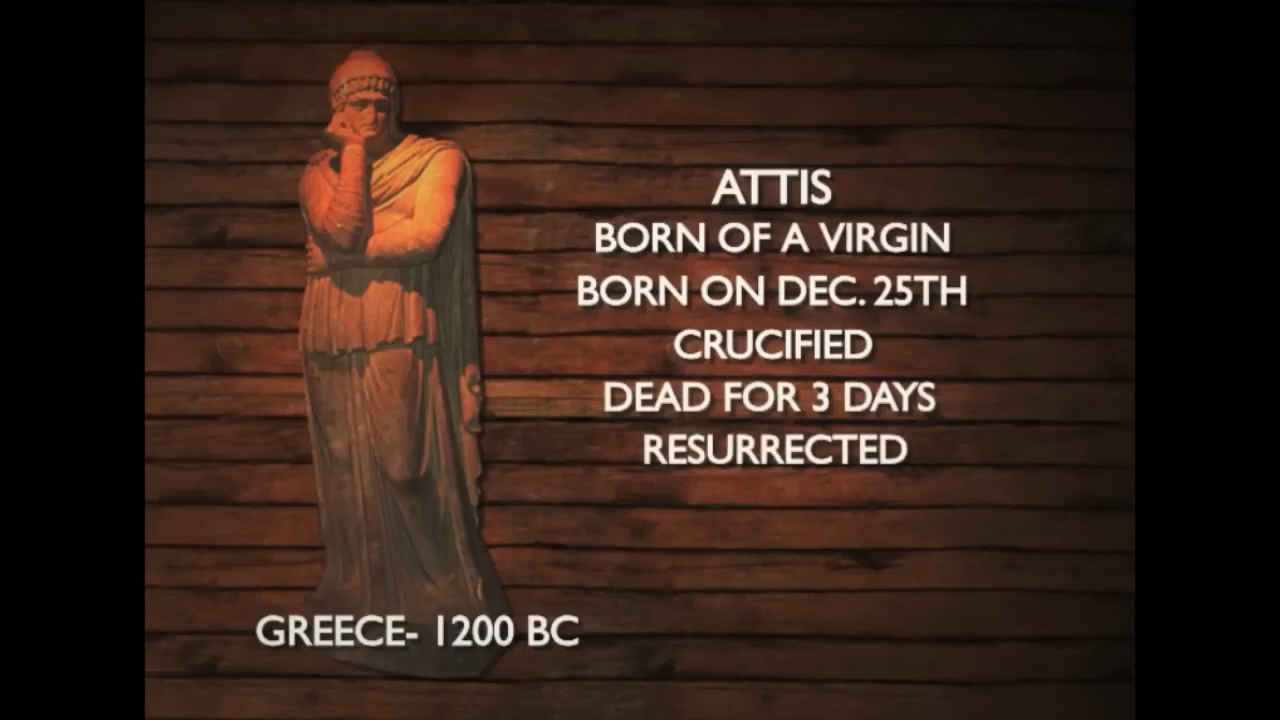 ATTIS
BORN OF A VIRGIN
BORN ON DEC. 25TH
CRUCIFIED
DEAD FOR 3 DAYS
RESURRECTED
GREECE- 1200 BC